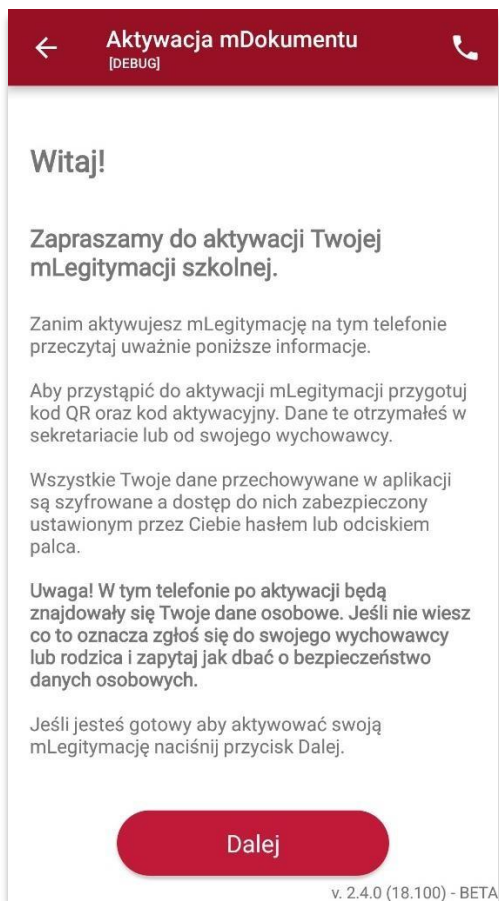 Aktywacja mDokumentu
[DEBUG]
Witaj!
Zapraszamy do aktywacji Twojej
mLegitymacji szkolnej.
Zanim aktywujesz mLegitymację na tym telefonie
przeczytaj uważnie poniższe informacje.
Aby przystąpić do aktywacji mLegitymacji przygotuj
kod QR oraz kod aktywacyjny. Dane te otrzymałeś w
sekretariacie lub od swojego wychowawcy.
Wszystkie Twoje dane przechowywane w aplikacji
są szyfrowane a dostęp do nich zabezpieczony
ustawionym przez Ciebie hasłem lub odciskiem
palca.
Uwaga! W tym telefonie po aktywacji będą
znajdowały się Twoje dane osobowe. Jeśli nie wiesz
co to oznacza zgłoś się do swojego wychowawcy
lub rodzica i zapytaj jak dbać o bezpieczeństwo
danych osobowych.
Jeśli jesteś gotowy aby aktywować swoją
mLegitymację naciśnij przycisk Dalej.
Dalej
v. 2.4.0 (18.100) - BETA